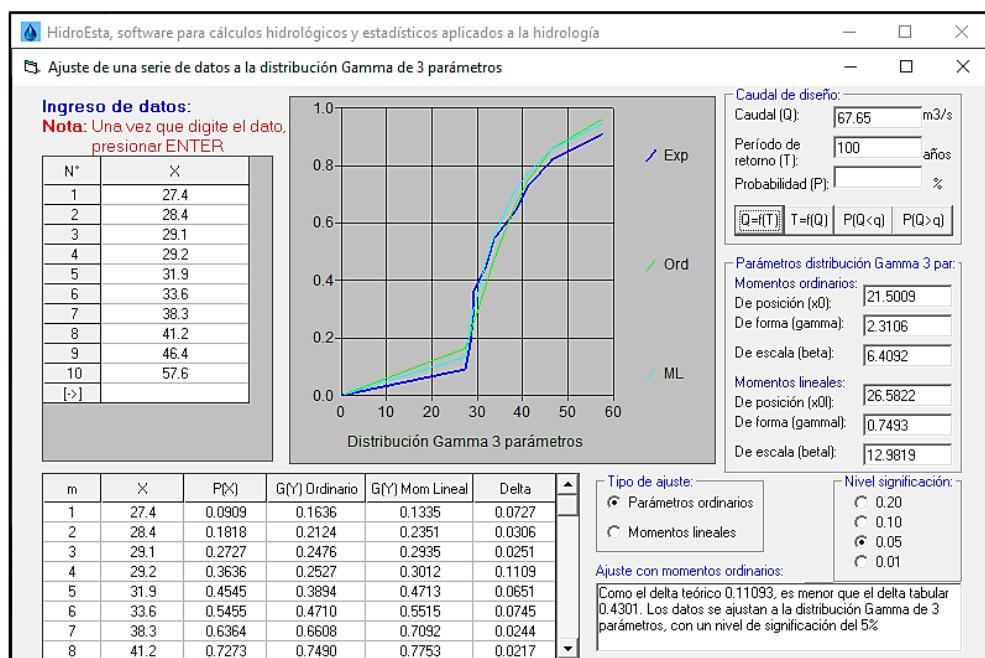 HidroEsta, software para cálculos hidrológicos y estadísticos aplicados a la hidrología
Ajuste de una serie de datos a la distribución Gamma de 3 parámetros
Ingreso de datos:
Nota: Una vez que digite el dato,
presionar ENTER
N° X
1 27.4
2 28.4
3 29.1
4 29.2
5 31.9
6 33.6
7 38.3
8 41.2
9 46.4
10 57.6
[->]
1.0
0.8
0.6
0.4
0.2
0.0
0 10 20 30 40 50 60
Exp
Ord
ML
Distribución Gamma 3 parámetros
Caudal de diseño:
Caudal (Q): 67.65 m3/s
Período de
retorno (T): 100 años
Probabilidad (P): %
Q=f(T) T=f(Q) P(Q<q) P(Q>q)
Parámetros distribución Gamma 3 par:
Momentos ordinarios:
De posición (x0): 21.5009
De forma (gamma): 2.3106
De escala (beta): 6.4092
Momentos lineales:
De posición (x0l): 26.5822
De forma (gammal): 0.7493
De escala (betal): 12.9819
m X P(X) G(Y) Ordinario G(Y) Mom Lineal Delta
1 27.4 0.0909 0.1636 0.1335 0.0727
2 28.4 0.1818 0.2124 0.2351 0.0306
3 29.1 0.2727 0.2476 0.2935 0.0251
4 29.2 0.3636 0.2527 0.3012 0.1109
5 31.9 0.4545 0.3894 0.4713 0.0651
6 33.6 0.5455 0.4710 0.5515 0.0745
7 38.3 0.6364 0.6608 0.7092 0.0244
8 41.2 0.7273 0.7490 0.7753 0.0217
Tipo de ajuste:
Parámetros ordinarios
Momentos lineales
Nivel significación:
0.20
0.10
0.05
0.01
Ajuste con momentos ordinarios:
Como el delta teórico 0.11093, es menor que el delta tabular
0.4301. Los datos se ajustan a la distribución Gamma de 3
parámetros, con un nivel de significación del 5%